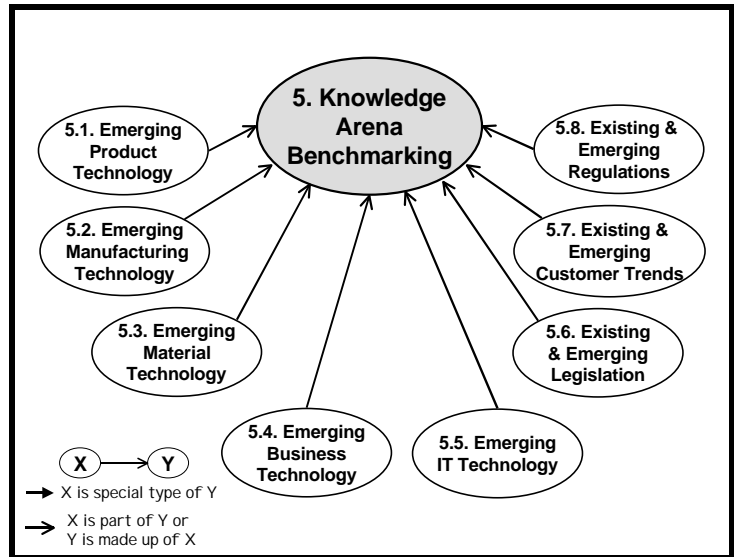 5. Knowledge
Arena
Benchmarking
5.1. Emerging
Product
Technology
5.2. Emerging
Manufacturing
Technology
5.3. Emerging
Material
Technology
5.4. Emerging
Business
Technology
5.5. Emerging
IT Technology
5.6. Existing
& Emerging
Legislation
5.7. Existing &
Emerging
Customer Trends
5.8. Existing &
Emerging
Regulations
X
Y
X is special type of Y
X is part of Y or
Y is made up of X